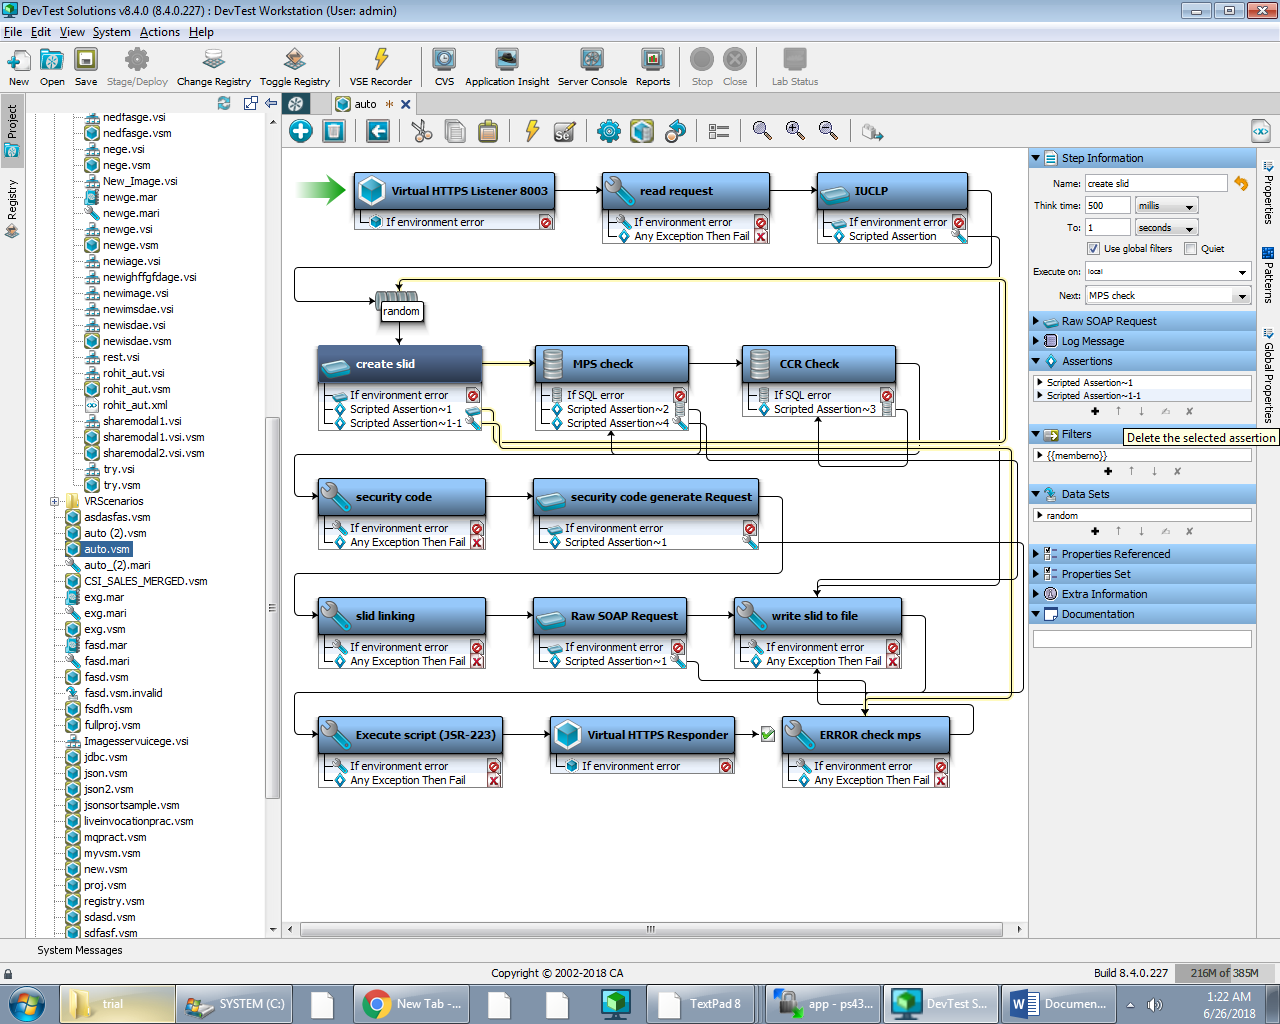 DevTest Solutions v8.4.0 (8.4.0.227) : DevTest Workstation (User: admin)
File Edit View System Actions Help
New Open Save Stage/Deploy Change Registry Toggle Registry VSE Recorder CVS Application Insight Server Console Reports Stop Close Lab Status
Project
Registry
nedfasge.vsi
nedfasge.vsm
nege.vsi
nege.vsm
New_Image.vsi
newge.mar
newge.mari
newge.vsi
newge.vsm
newiage.vsi
newighffgfdage.vsi
newimage.vsi
newimsdae.vsi
newisdae.vsi
newisdae.vsm
rest.vsi
rohit_aut.vsi
rohit_aut.vsm
rohit_aut.xml
sharemodal1.vsi
sharemodal1.vsi.vsm
sharemodal2.vsi.vsm
try.vsi
try.vsm
VRScenarios
asdasfas.vsm
auto (2).vsm
auto.vsm
auto_(2).mari
CSI_SALES_MERGED.vsm
exg.mar
exg.mari
exg.vsm
fasd.mar
fasd.mari
fasd.vsm
fasd.vsm.invalid
fsdfh.vsm
fullproj.vsm
Imagesservuicege.vsi
jdbc.vsm
json.vsm
json2.vsm
jsonsortsample.vsm
liveinvocationprac.vsm
mqpract.vsm
myvsm.vsm
new.vsm
proj.vsm
registry.vsm
sdasd.vsm
sdfasf.vsm
auto
Virtual HTTPS Listener 8003
If environment error
read request
If environment error
Any Exception Then Fail
IUCLP
If environment error
Scripted Assertion
random
create slid
If environment error
Scripted Assertion~1
Scripted Assertion~1-1
MPS check
If SQL error
Scripted Assertion~2
Scripted Assertion~4
CCR Check
If SQL error
Scripted Assertion~3
security code
If environment error
Any Exception Then Fail
security code generate Request
If environment error
Scripted Assertion~1
slid linking
If environment error
Any Exception Then Fail
Raw SOAP Request
If environment error
Scripted Assertion~1
write slid to file
If environment error
Any Exception Then Fail
Execute script (JSR-223)
If environment error
Any Exception Then Fail
Virtual HTTPS Responder
If environment error
ERROR check mps
If environment error
Any Exception Then Fail
Step Information
Name: create slid
Think time: 500 millis
To: 1 seconds
Use global filters Quiet
Execute on: local
Next: MPS check
Raw SOAP Request
Log Message
Assertions
Scripted Assertion~1
Scripted Assertion~1-1
Filters
Delete the selected assertion
{{memberno}}
Data Sets
random
Properties Referenced
Properties Set
Extra Information
Documentation
Properties
Patterns
Global Properties
System Messages
Copyright © 2002-2018 CA
Build 8.4.0.227
216M of 385M
trial
SYSTEM (C:)
New Tab -...
TextPad 8
app - ps43...
DevTest S...
Documen...
1:22 AM
6/26/2018